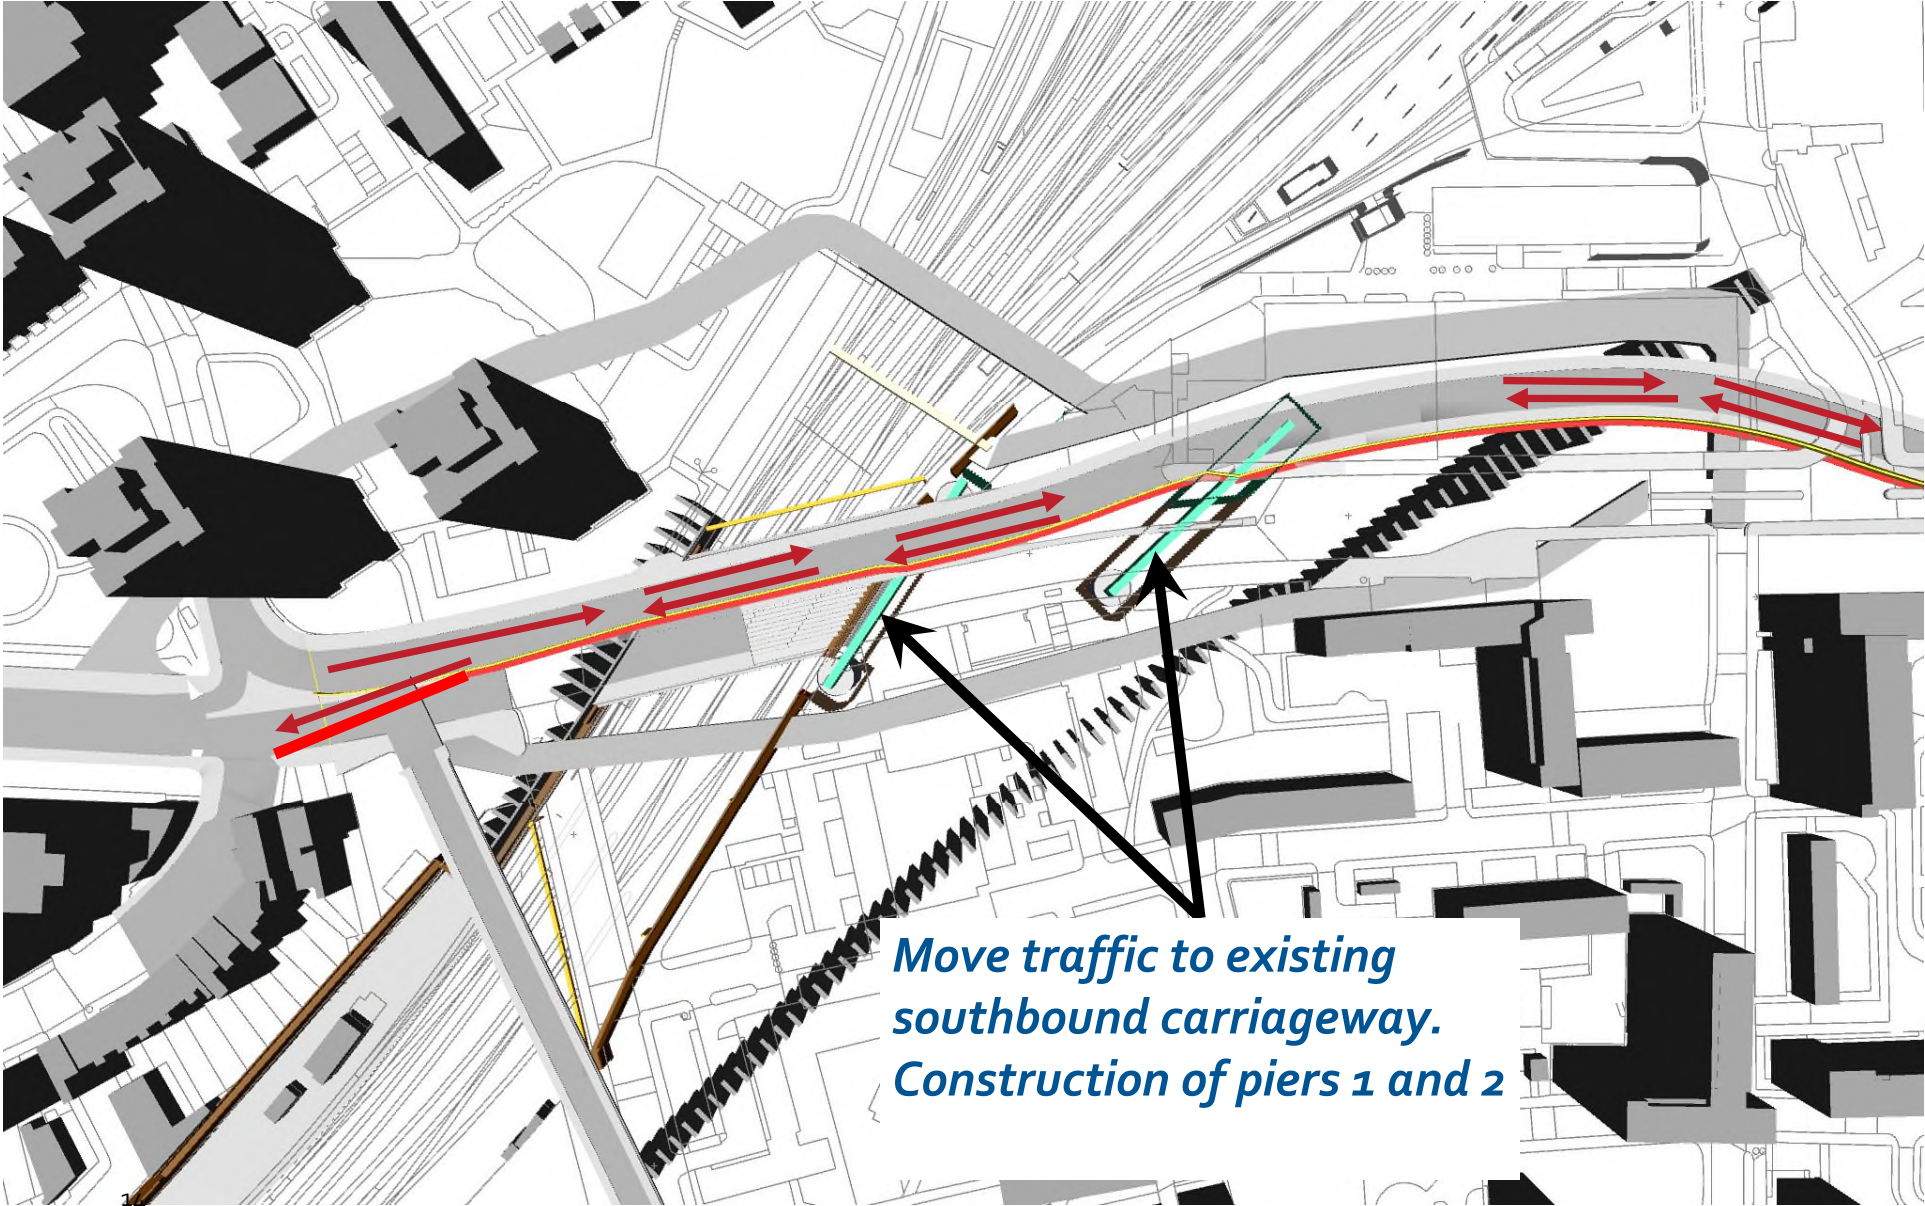 Move traffic to existing
southbound carriageway.
Construction of piers 1 and 2